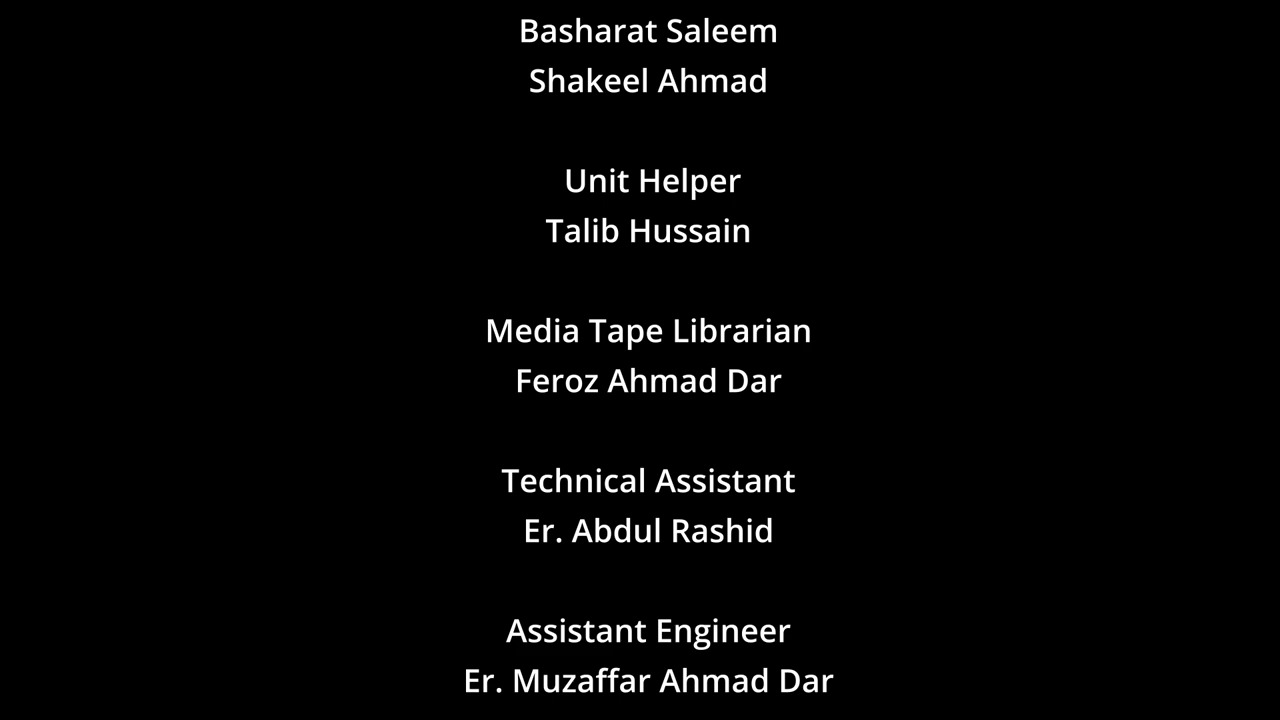 Basharat Saleem
Shakeel Ahmad
Unit Helper
Talib Hussain
Media Tape Librarian
Feroz Ahmad Dar
Technical Assistant
Er. Abdul Rashid
Assistant Engineer
Er. Muzaffar Ahmad Dar